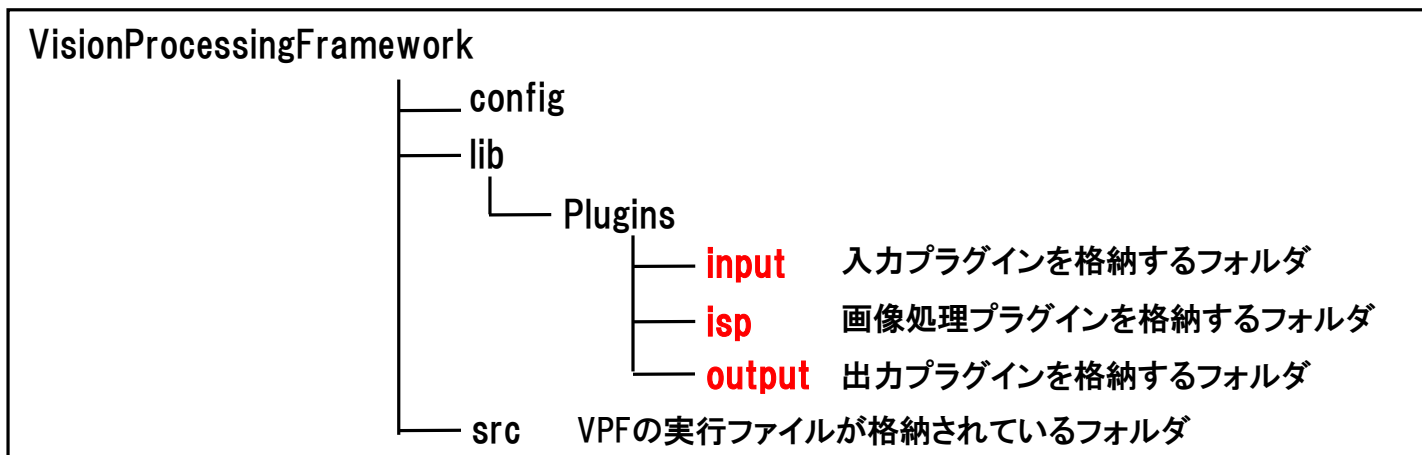 VisionProcessingFramework
config
lib
Plugins
input 入力プラグインを格納するフォルダ
isp 画像処理プラグインを格納するフォルダ
output 出力プラグインを格納するフォルダ
src VPFの実行ファイルが格納されているフォルダ